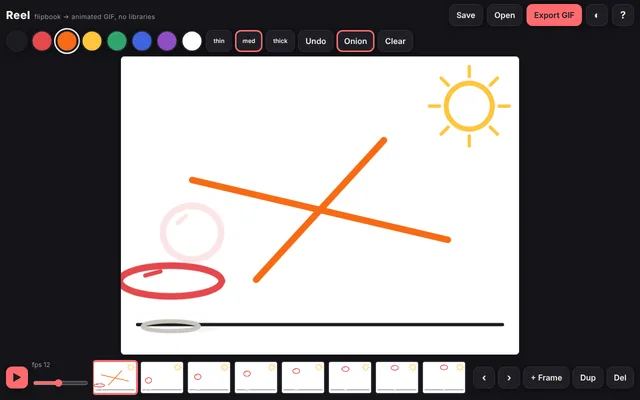 Reel flipbook → animated GIF, no libraries Save Open Export GIF ?
thin med thick Undo Onion Clear
fps 12
‹ › + Frame Dup Del